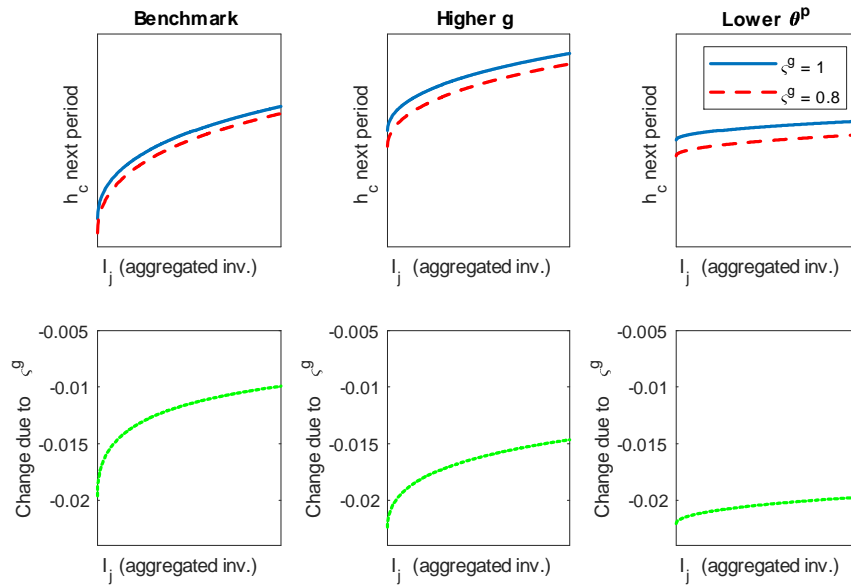 Benchmark
h_c next period
I_j (aggregated inv.)
Higher g
h_c next period
I_j (aggregated inv.)
Lower θ^p
h_c next period
ς^g = 1
ς^g = 0.8
I_j (aggregated inv.)
Change due to ς^g
-0.005
-0.01
-0.015
-0.02
I_j (aggregated inv.)
Change due to ς^g
-0.005
-0.01
-0.015
-0.02
I_j (aggregated inv.)
Change due to ς^g
-0.005
-0.01
-0.015
-0.02
I_j (aggregated inv.)